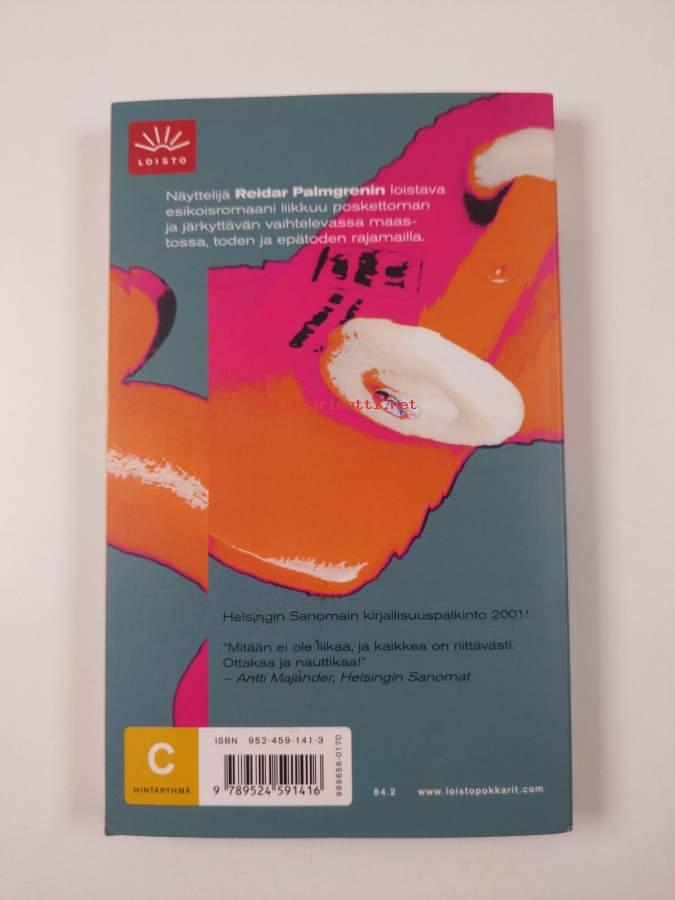 LOISTO
Näyttelijä Reidar Palmgrenin loistava
esikoisromaani liikkuu poskettoman
ja järkyttävän vaihtelevassa maas-
tossa, toden ja epätoden rajamailla.
Helsingin Sanomain kirjallisuuspalkinto 2001!
"Mitään ei ole liikaa, ja kaikkea on riittävästi.
Ottakaa ja nauttikaa!"
– Antti Majander, Helsingin Sanomat
C
HINTARYHMÄ
ISBN 952-459-141-3
9 789524 591416
999656-0170
84.2 www.loistopokkarit.com